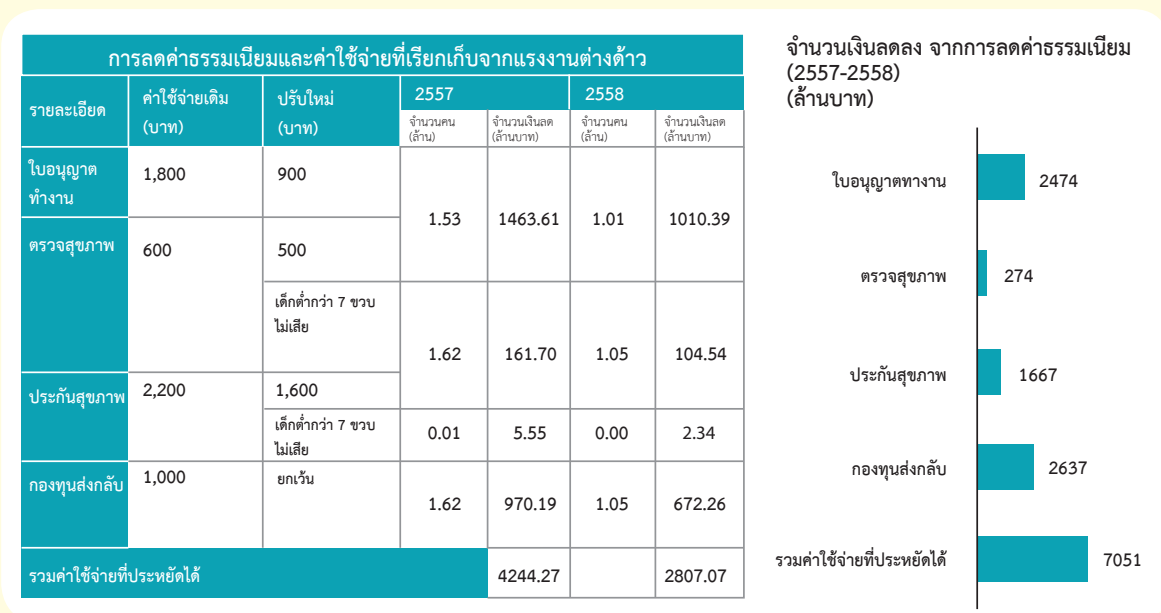 การลดค่าธรรมเนียมและค่าใช้จ่ายที่เรียกเก็บจากแรงงานต่างด้าว
รายละเอียด
ค่าใช้จ่ายเดิม
(บาท)
ปรับใหม่
(บาท)
2557
2558
จำนวนคน
(ล้าน)
จำนวนเงินลด
(ล้านบาท)
จำนวนคน
(ล้าน)
จำนวนเงินลด
(ล้านบาท)
ใบอนุญาต
ทำงาน
1,800
900
1.53
1463.61
1.01
1010.39
ตรวจสุขภาพ
600
500
เด็กต่ำกว่า 7 ขวบ
ไม่เสีย
1.62
161.70
1.05
104.54
ประกันสุขภาพ
2,200
1,600
เด็กต่ำกว่า 7 ขวบ
ไม่เสีย
0.01
5.55
0.00
2.34
กองทุนส่งกลับ
1,000
ยกเว้น
1.62
970.19
1.05
672.26
รวมค่าใช้จ่ายที่ประหยัดได้
4244.27
2807.07
จำนวนเงินลดลง จากการลดค่าธรรมเนียม
(2557-2558)
(ล้านบาท)
ใบอนุญาตทางาน
2474
ตรวจสุขภาพ
274
ประกันสุขภาพ
1667
กองทุนส่งกลับ
2637
รวมค่าใช้จ่ายที่ประหยัดได้
7051